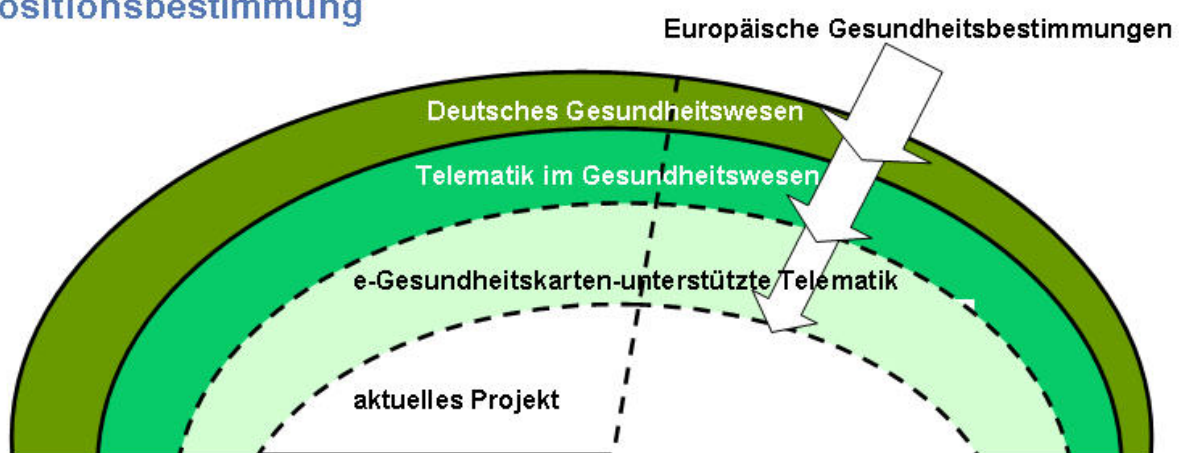 ositionsbestimmung
Europäische Gesundheitsbestimmungen
Deutsches Gesundheitswesen
Telematik im Gesundheitswesen
e-Gesundheitskarten-unterstützte Telematik
aktuelles Projekt